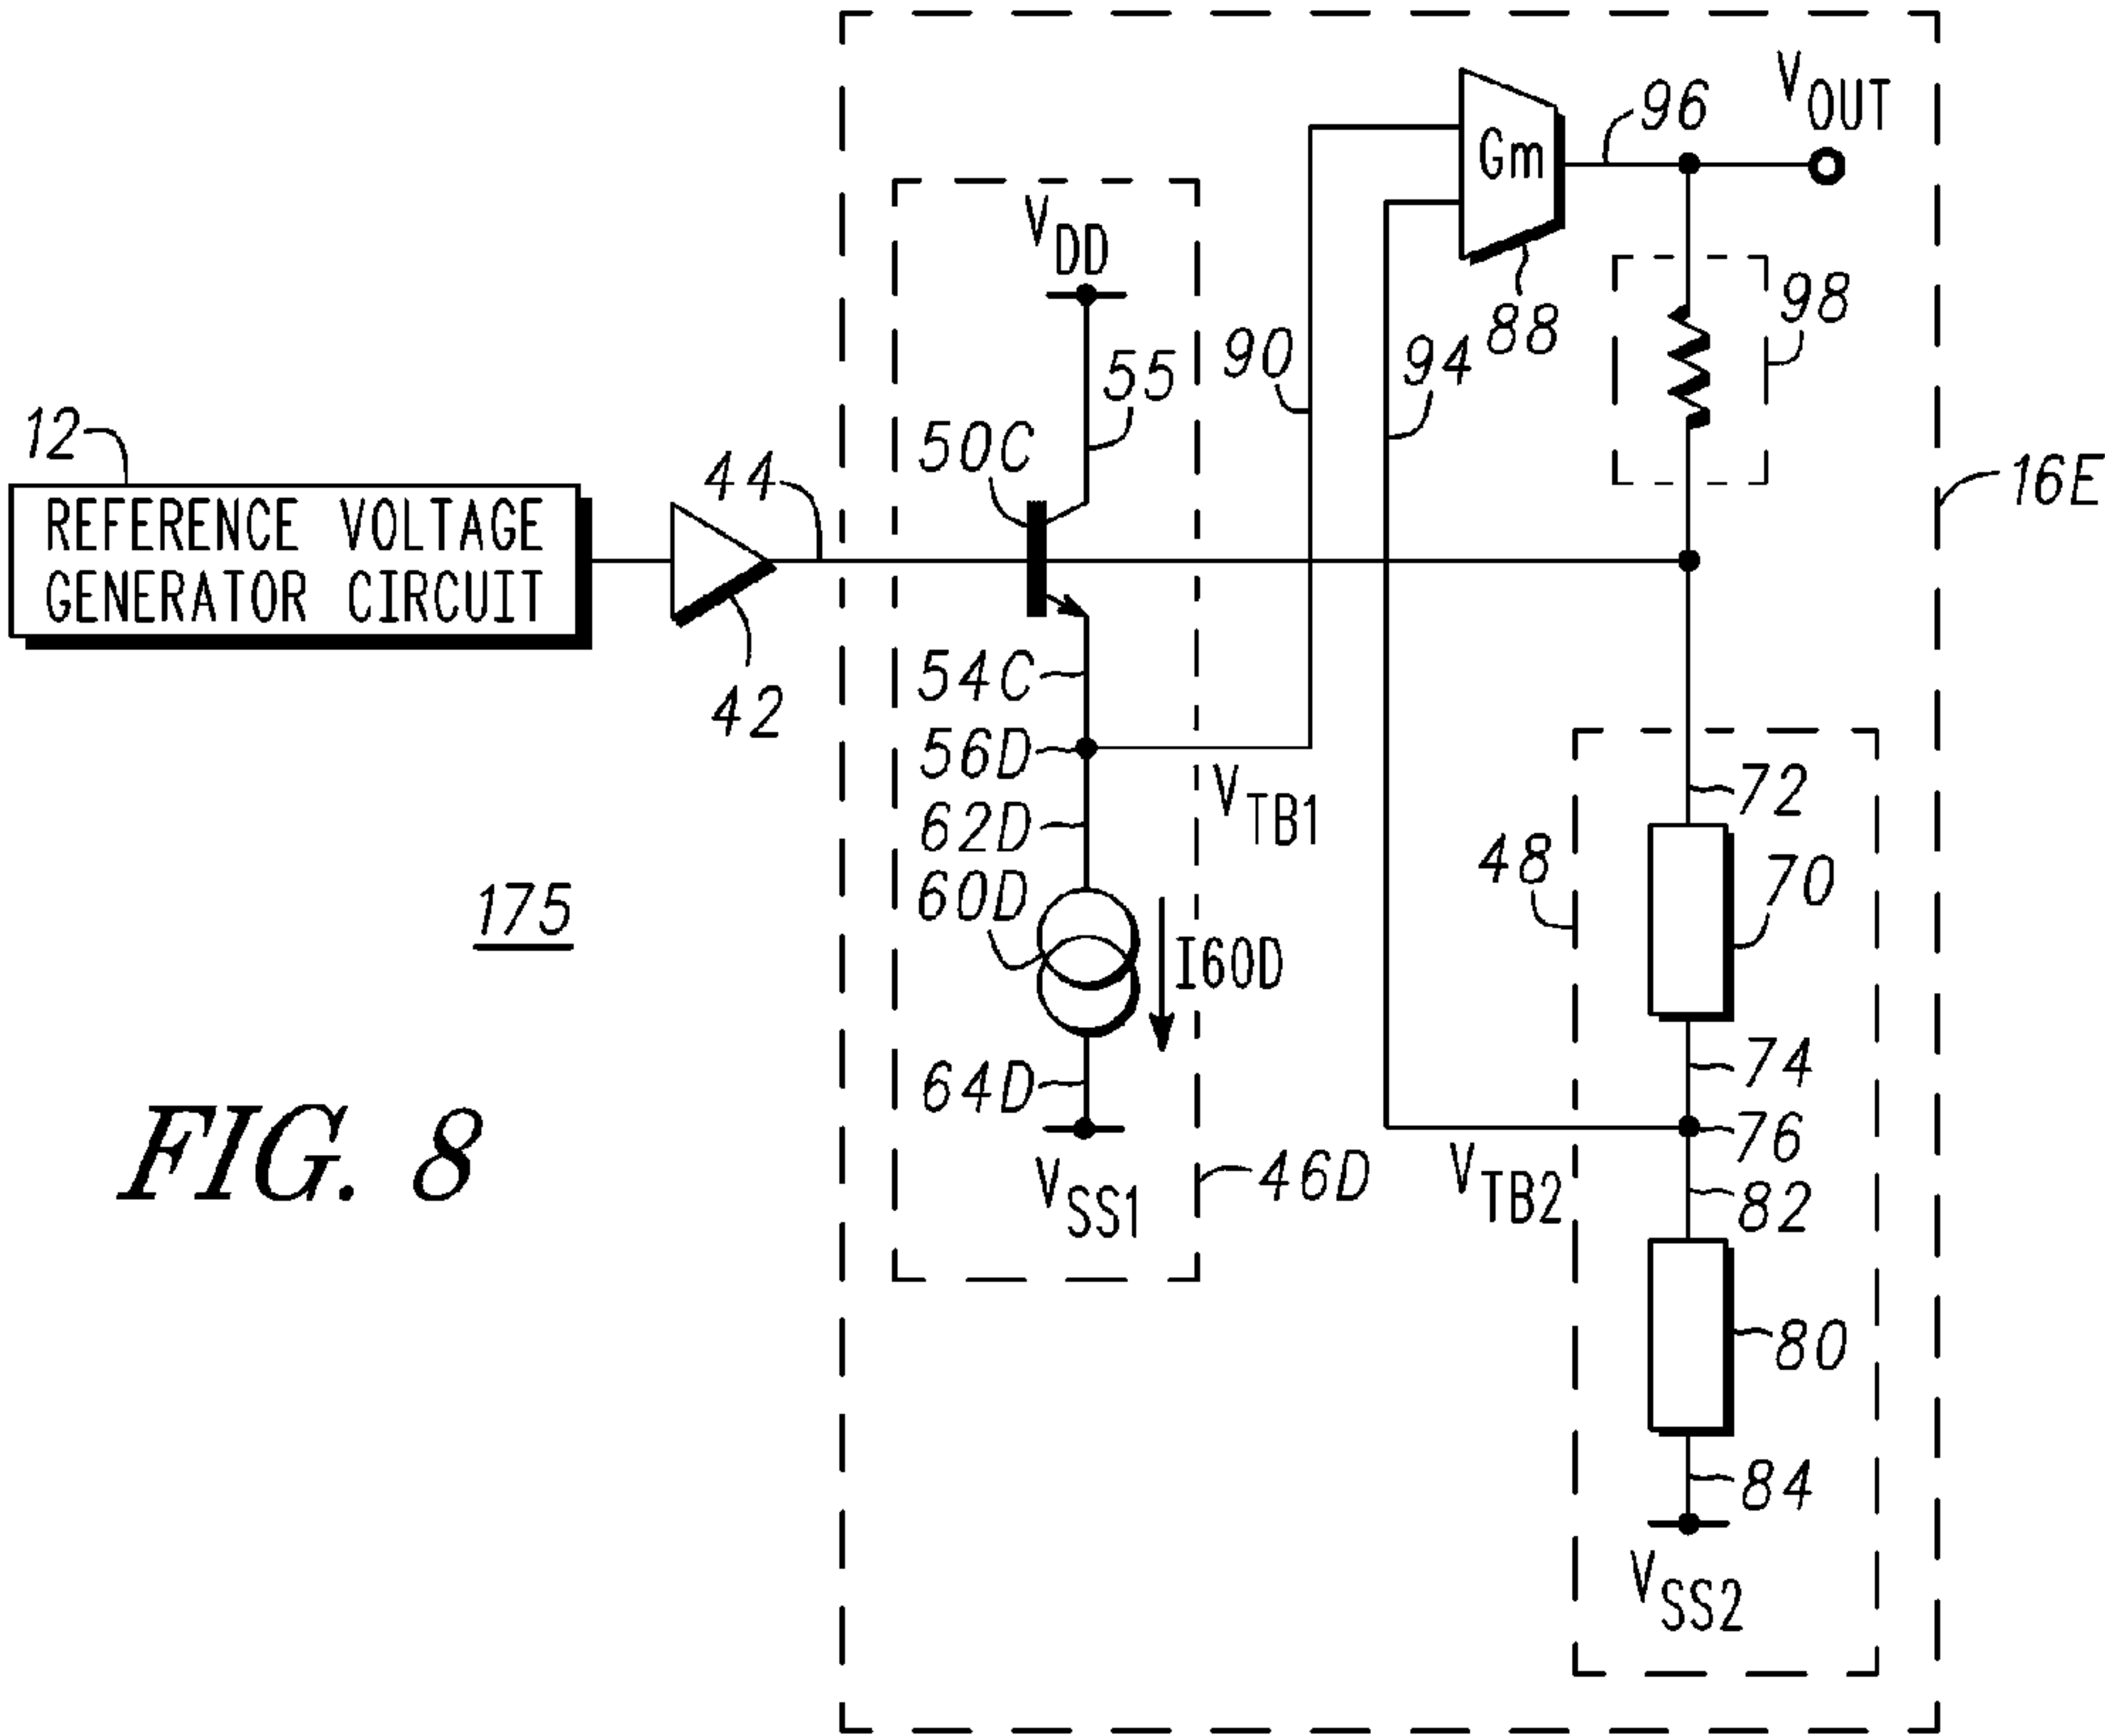 V_OUT
96
Gm
V_DD
88
98
90
94
55
12
50C
44
16E
REFERENCE VOLTAGE
GENERATOR CIRCUIT
42
54C
56D
V_TB1
72
62D
48
70
60D
175
I60D
74
64D
FIG. 8
76
V_TB2
46D
82
V_SS1
80
84
V_SS2